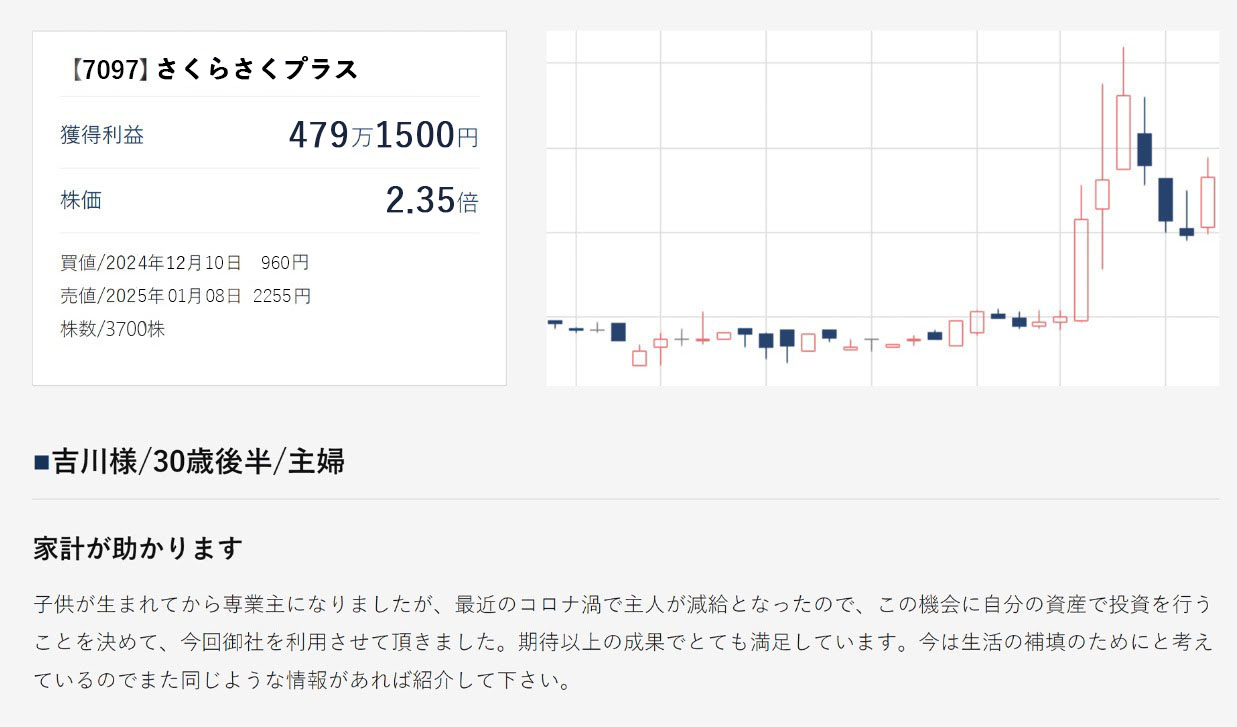 【7097】さくらさくプラス
獲得利益 479万1500円
株価 2.35倍
買値/2024年12月10日 960円
売値/2025年01月08日 2255円
株数/3700株
■吉川様/30歳後半/主婦
家計が助かります
子供が生まれてから専業主になりましたが、最近のコロナ渦で主人が減給となったので、この機会に自分の資産で投資を行う
ことを決めて、今回御社を利用させて頂きました。期待以上の成果でとても満足しています。今は生活の補填のためにと考え
ているのでまた同じような情報があれば紹介して下さい。